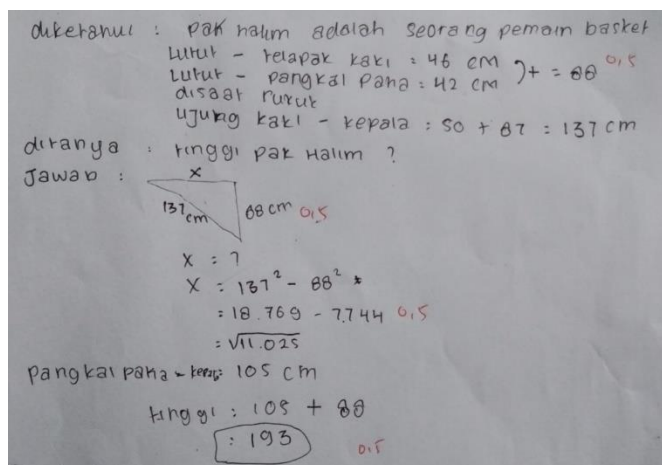 diketahui : pak halim adalah seorang pemain basket
Lutut - telapak kaki : 46 cm
Lutut - pangkal paha : 42 cm )+ = 88 0,5
disaat rukuk
ujung kaki - kepala : 50 + 87 = 137 cm
ditanya : tinggi pak Halim ?
Jawab :
x
137 cm
88 cm 0,5
x = ?
x = 137² - 88²
= 18.769 - 7.744 0,5
= √11.025
pangkal paha - kepala: 105 cm
tinggi : 105 + 88
: 193
0,5